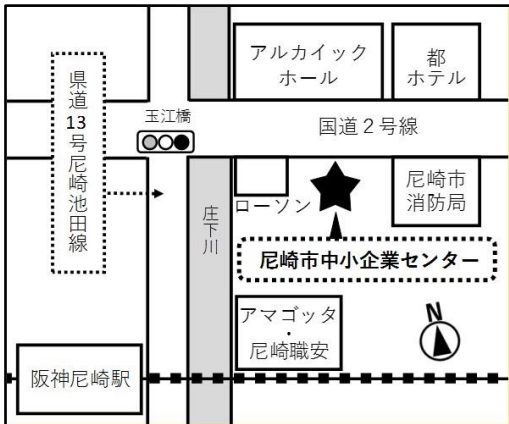 アルカイック
ホール
都
ホテル
県道13号尼崎池田線
玉江橋
国道２号線
ローソン
尼崎市
消防局
庄下川
尼崎市中小企業センター
アマゴッタ
・
尼崎職安
N
阪神尼崎駅